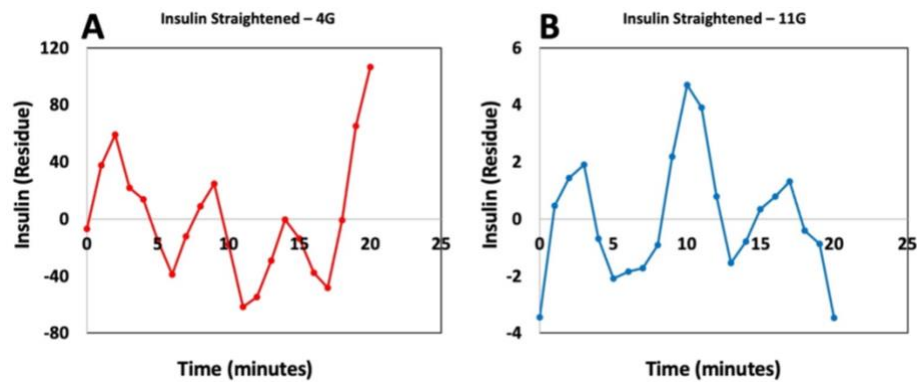 A
Insulin Straightened – 4G
120
80
40
0
-40
-80
0 5 10 15 20 25
Insulin (Residue)
Time (minutes)
B
Insulin Straightened – 11G
6
4
2
0
-2
-4
0 5 10 15 20 25
Insulin (Residue)
Time (minutes)